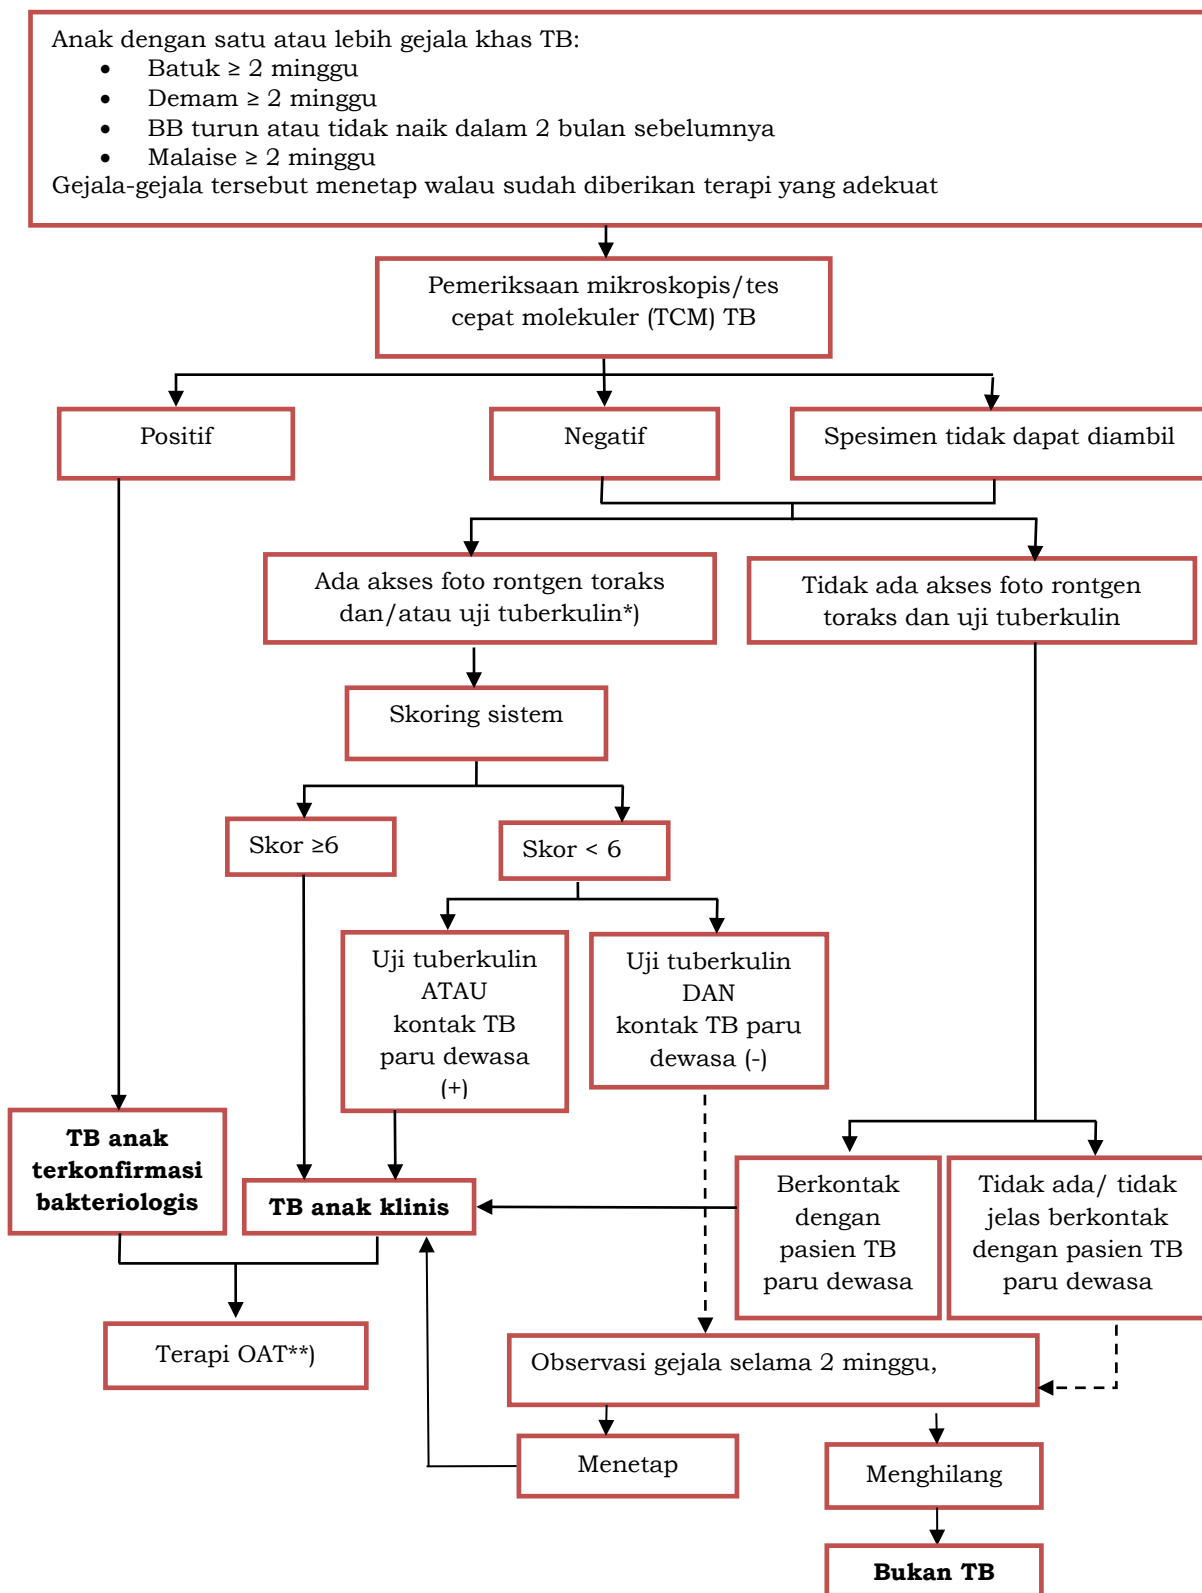 Anak dengan satu atau lebih gejala khas TB:
• Batuk ≥ 2 minggu
• Demam ≥ 2 minggu
• BB turun atau tidak naik dalam 2 bulan sebelumnya
• Malaise ≥ 2 minggu
Gejala-gejala tersebut menetap walau sudah diberikan terapi yang adekuat
Pemeriksaan mikroskopis/tes
cepat molekuler (TCM) TB
Positif
Negatif
Spesimen tidak dapat diambil
Ada akses foto rontgen toraks
dan/atau uji tuberkulin*)
Tidak ada akses foto rontgen
toraks dan uji tuberkulin
Skoring sistem
Skor ≥6
Skor < 6
Uji tuberkulin
ATAU
kontak TB
paru dewasa
(+)
Uji tuberkulin
DAN
kontak TB paru
dewasa (-)
TB anak
terkonfirmasi
bakteriologis
TB anak klinis
Berkontak
dengan
pasien TB
paru dewasa
Tidak ada/ tidak
jelas berkontak
dengan pasien TB
paru dewasa
Terapi OAT**)
Observasi gejala selama 2 minggu,
Menetap
Menghilang
Bukan TB